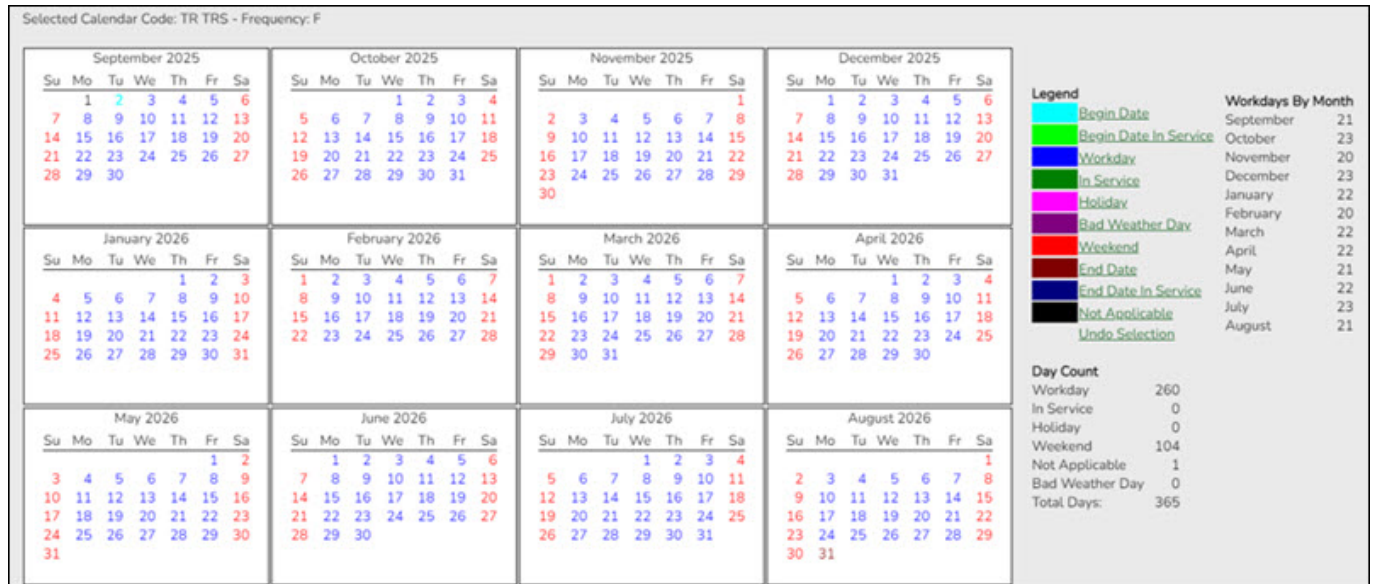 Selected Calendar Code: TR TRS - Frequency: F
September 2025
Su Mo Tu We Th Fr Sa
1 2 3 4 5 6
7 8 9 10 11 12 13
14 15 16 17 18 19 20
21 22 23 24 25 26 27
28 29 30
October 2025
Su Mo Tu We Th Fr Sa
1 2 3 4
5 6 7 8 9 10 11
12 13 14 15 16 17 18
19 20 21 22 23 24 25
26 27 28 29 30 31
November 2025
Su Mo Tu We Th Fr Sa
1
2 3 4 5 6 7 8
9 10 11 12 13 14 15
16 17 18 19 20 21 22
23 24 25 26 27 28 29
30
December 2025
Su Mo Tu We Th Fr Sa
1 2 3 4 5 6
7 8 9 10 11 12 13
14 15 16 17 18 19 20
21 22 23 24 25 26 27
28 29 30 31
January 2026
Su Mo Tu We Th Fr Sa
1 2 3
4 5 6 7 8 9 10
11 12 13 14 15 16 17
18 19 20 21 22 23 24
25 26 27 28 29 30 31
February 2026
Su Mo Tu We Th Fr Sa
1 2 3 4 5 6 7
8 9 10 11 12 13 14
15 16 17 18 19 20 21
22 23 24 25 26 27 28
March 2026
Su Mo Tu We Th Fr Sa
1 2 3 4 5 6 7
8 9 10 11 12 13 14
15 16 17 18 19 20 21
22 23 24 25 26 27 28
29 30 31
April 2026
Su Mo Tu We Th Fr Sa
1 2 3 4
5 6 7 8 9 10 11
12 13 14 15 16 17 18
19 20 21 22 23 24 25
26 27 28 29 30
May 2026
Su Mo Tu We Th Fr Sa
1 2
3 4 5 6 7 8 9
10 11 12 13 14 15 16
17 18 19 20 21 22 23
24 25 26 27 28 29 30
31
June 2026
Su Mo Tu We Th Fr Sa
1 2 3 4 5 6
7 8 9 10 11 12 13
14 15 16 17 18 19 20
21 22 23 24 25 26 27
28 29 30
July 2026
Su Mo Tu We Th Fr Sa
1 2 3 4
5 6 7 8 9 10 11
12 13 14 15 16 17 18
19 20 21 22 23 24 25
26 27 28 29 30 31
August 2026
Su Mo Tu We Th Fr Sa
1
2 3 4 5 6 7 8
9 10 11 12 13 14 15
16 17 18 19 20 21 22
23 24 25 26 27 28 29
30 31
Legend
Begin Date
Begin Date In Service
Workday
In Service
Holiday
Bad Weather Day
Weekend
End Date
End Date In Service
Not Applicable
Undo Selection
Workdays By Month
September 21
October 23
November 20
December 23
January 22
February 20
March 22
April 22
May 21
June 22
July 23
August 21
Day Count
Workday 260
In Service 0
Holiday 0
Weekend 104
Not Applicable 1
Bad Weather Day 0
Total Days: 365